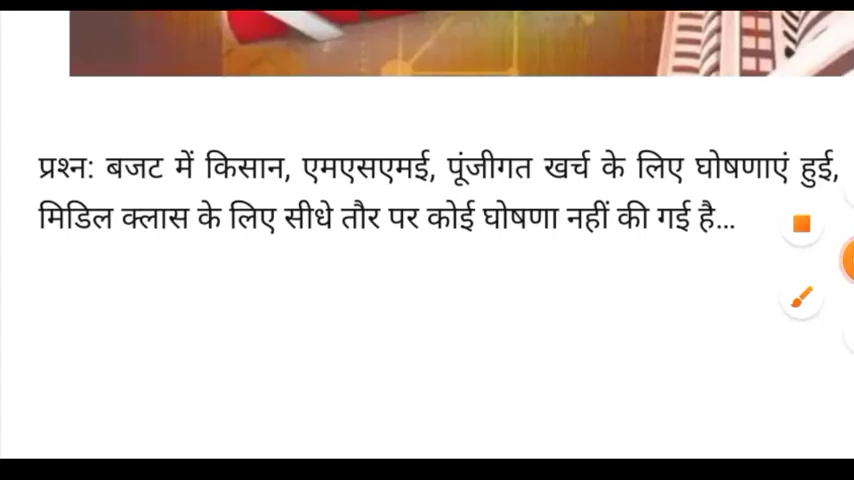 प्रश्न: बजट में किसान, एमएसएमई, पूंजीगत खर्च के लिए घोषणाएं हुई,
मिडिल क्लास के लिए सीधे तौर पर कोई घोषणा नहीं की गई है...